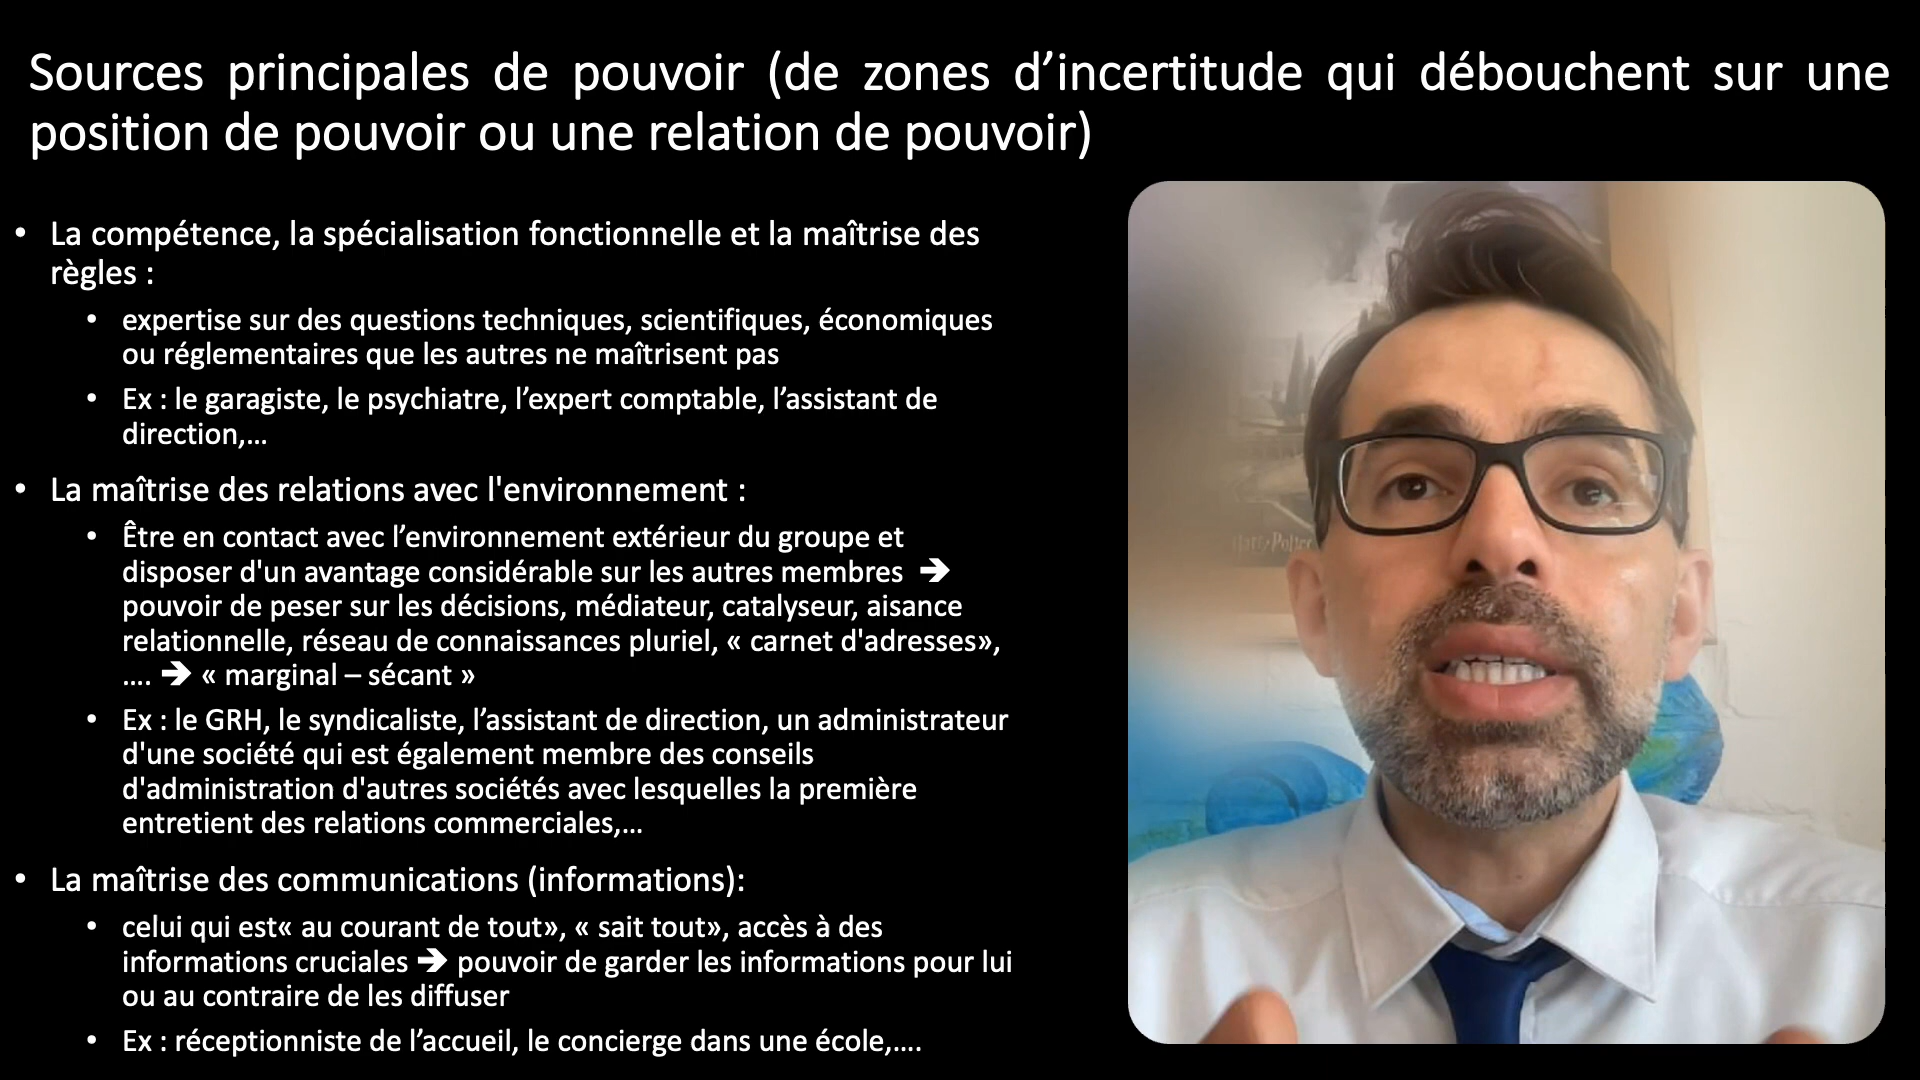 Sources principales de pouvoir (de zones d’incertitude qui débouchent sur une
position de pouvoir ou une relation de pouvoir)
• La compétence, la spécialisation fonctionnelle et la maîtrise des
règles :
• expertise sur des questions techniques, scientifiques, économiques
ou réglementaires que les autres ne maîtrisent pas
• Ex : le garagiste, le psychiatre, l’expert comptable, l’assistant de
direction,…
• La maîtrise des relations avec l'environnement :
• Être en contact avec l’environnement extérieur du groupe et
disposer d'un avantage considérable sur les autres membres ➔
pouvoir de peser sur les décisions, médiateur, catalyseur, aisance
relationnelle, réseau de connaissances pluriel, « carnet d'adresses»,
…. ➔ « marginal – sécant »
• Ex : le GRH, le syndicaliste, l’assistant de direction, un administrateur
d'une société qui est également membre des conseils
d'administration d'autres sociétés avec lesquelles la première
entretient des relations commerciales,…
• La maîtrise des communications (informations):
• celui qui est« au courant de tout», « sait tout», accès à des
informations cruciales ➔ pouvoir de garder les informations pour lui
ou au contraire de les diffuser
• Ex : réceptionniste de l’accueil, le concierge dans une école,….
Harry Potter